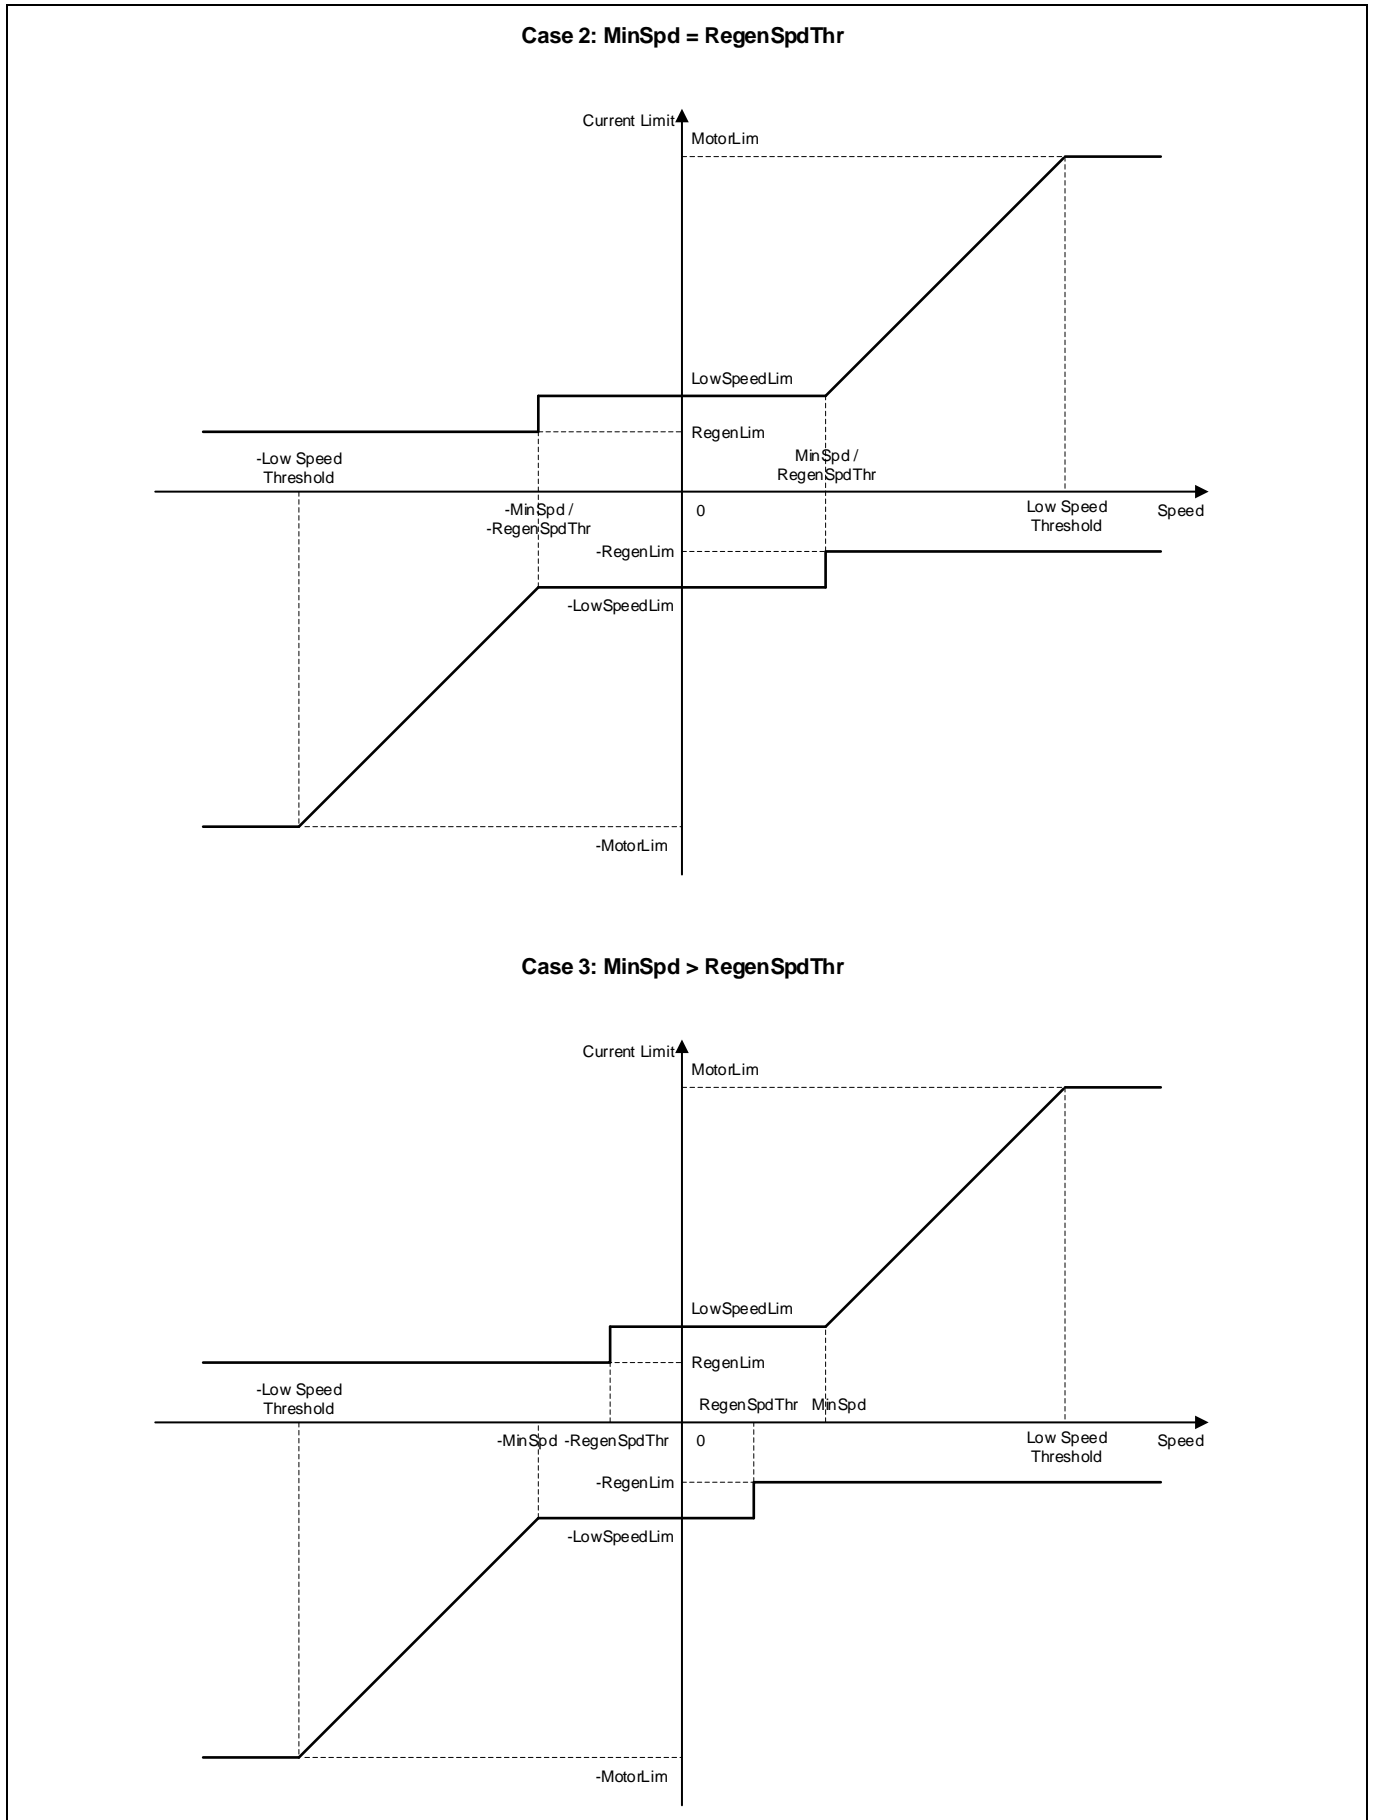 Case 2: MinSpd = RegenSpdThr
Current Limit
MotorLim
LowSpeedLim
RegenLim
-Low Speed
Threshold
MinSpd /
RegenSpdThr
-MinSpd /
-RegenSpdThr
0
Low Speed
Threshold
Speed
-RegenLim
-LowSpeedLim
-MotorLim
Case 3: MinSpd > RegenSpdThr
Current Limit
MotorLim
LowSpeedLim
RegenLim
-Low Speed
Threshold
RegenSpdThr
MinSpd
-MinSpd
-RegenSpdThr
0
Low Speed
Threshold
Speed
-RegenLim
-LowSpeedLim
-MotorLim